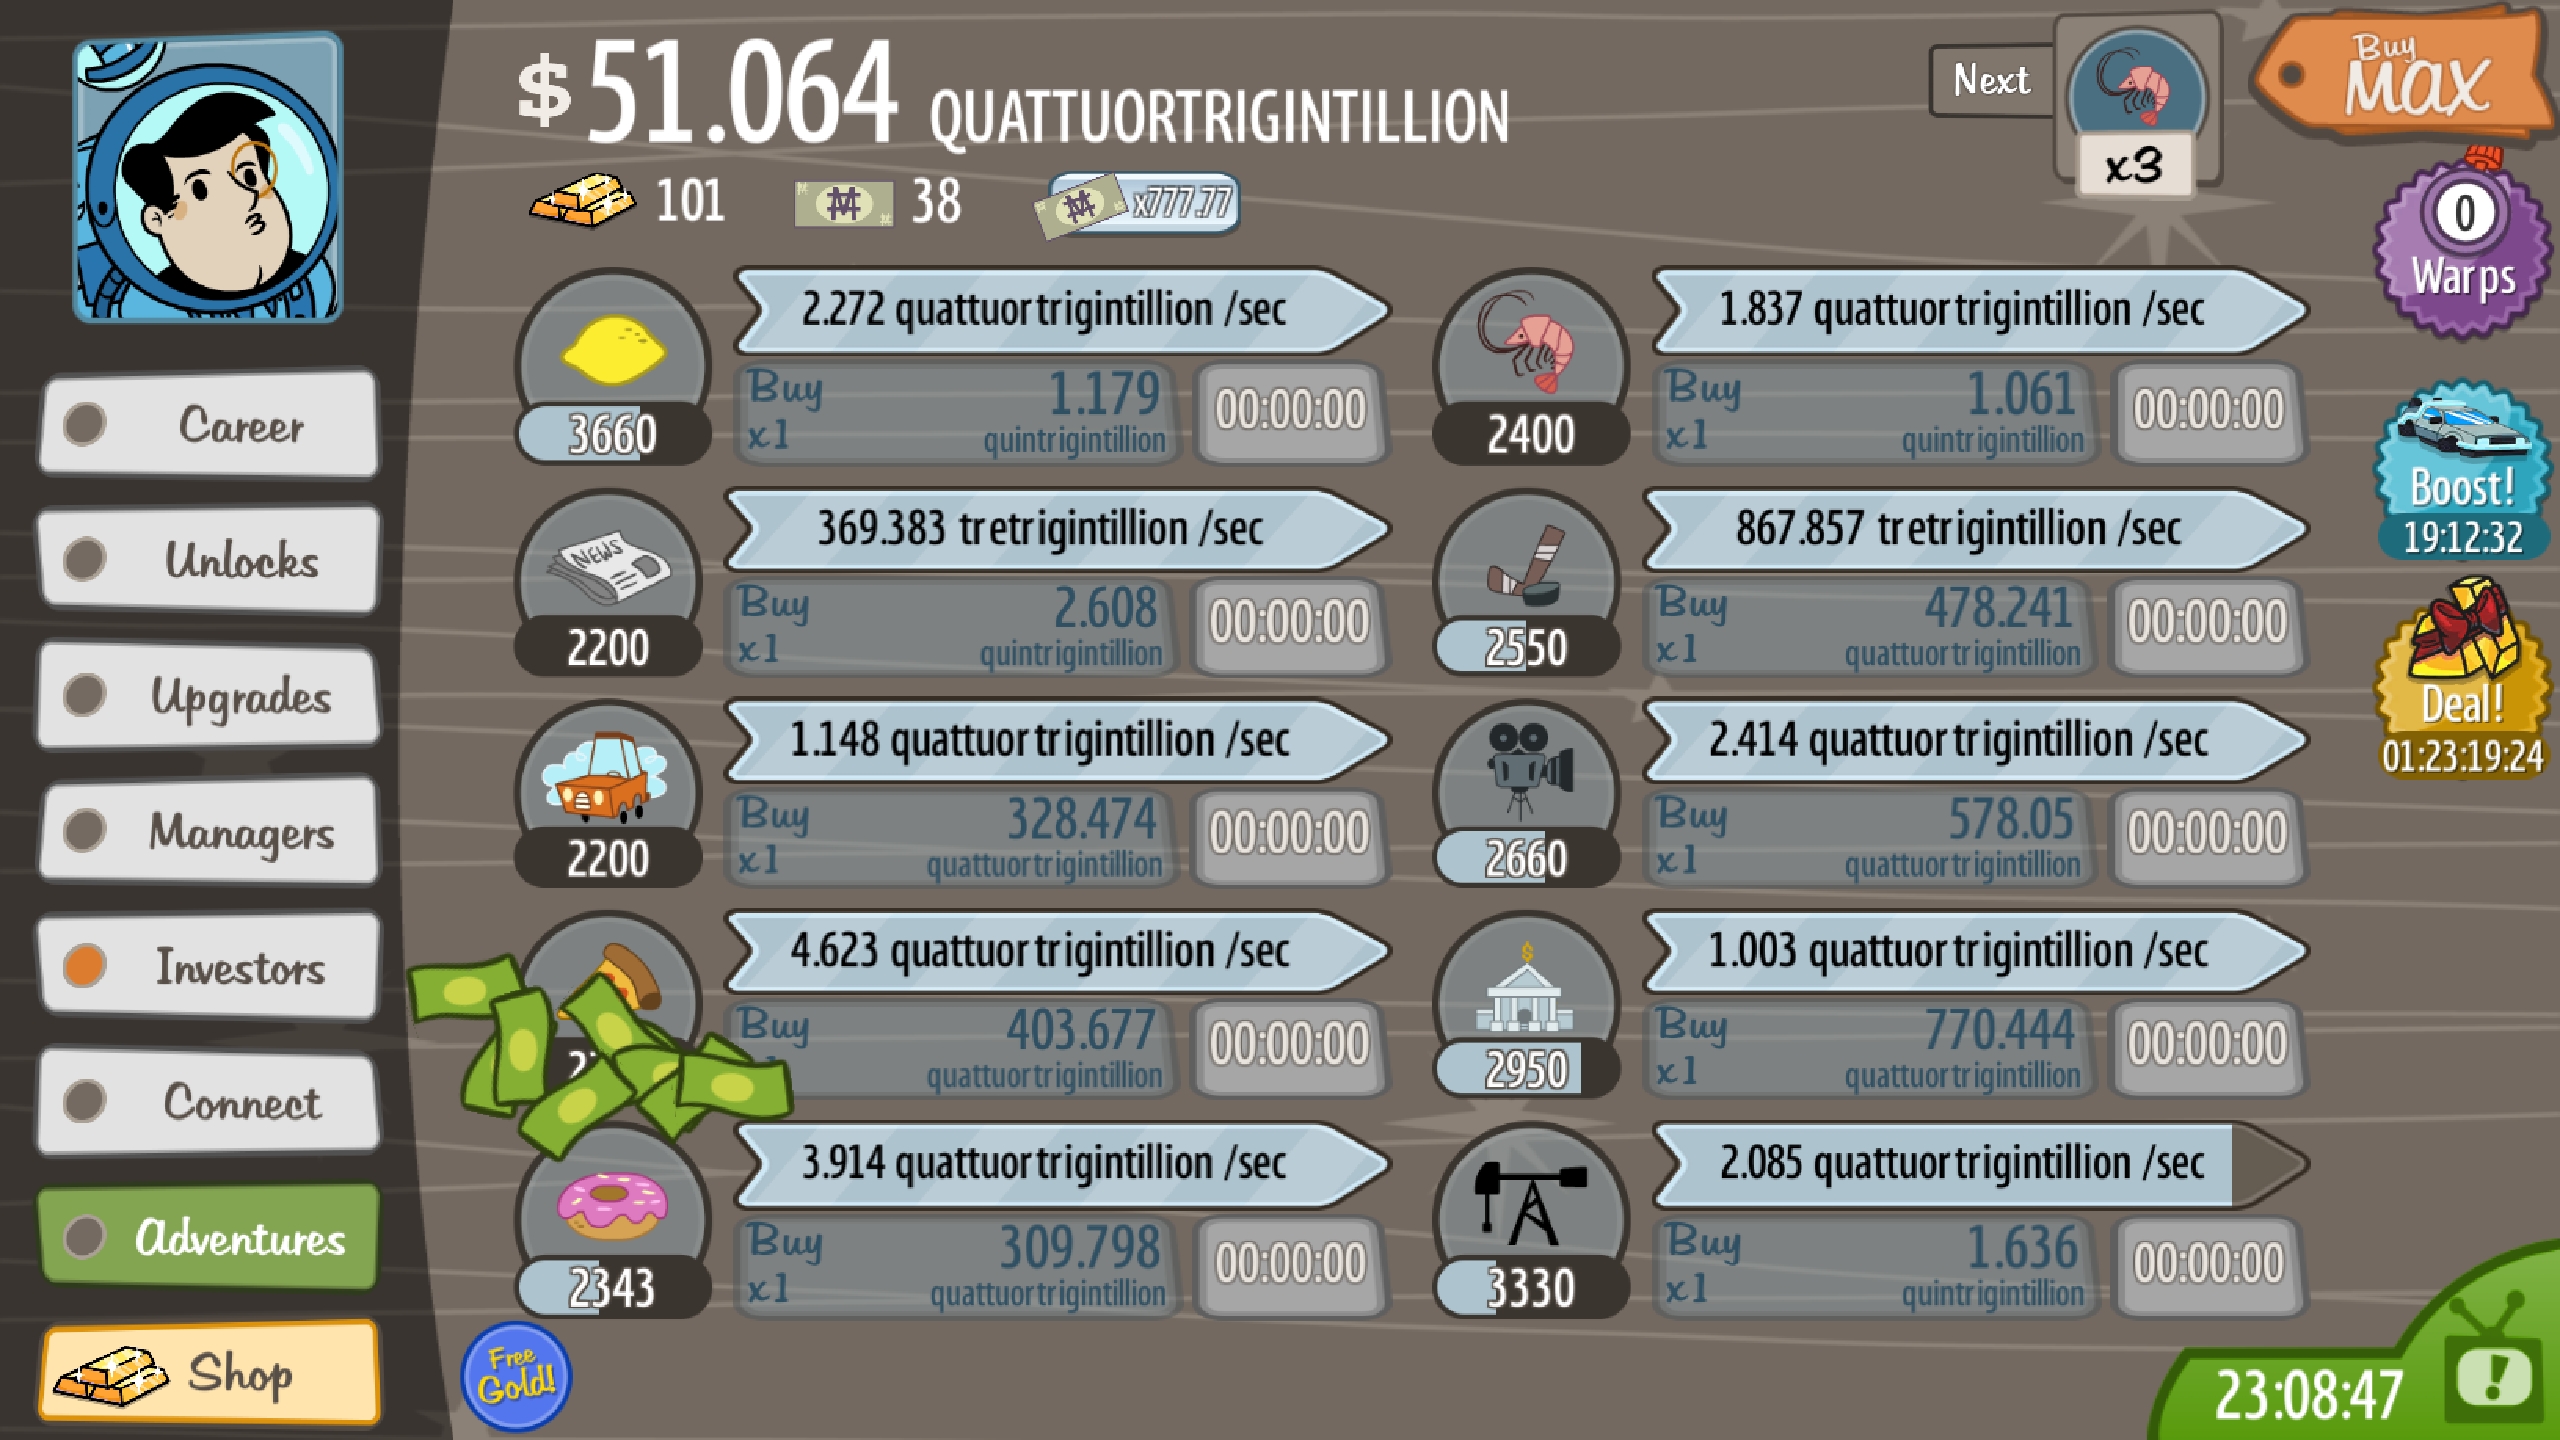 $ 51.064 QUATTUORTRIGINTILLION
101 38 x777.77
Next
x3
Buy
MAX
0
Warps
Boost!
19:12:32
Deal!
01:23:19:24
Career
Unlocks
Upgrades
Managers
Investors
Connect
Adventures
Shop
2.272 quattuortrigintillion /sec
3660
Buy
x1
1.179
quintrigintillion
00:00:00
1.837 quattuortrigintillion /sec
2400
Buy
x1
1.061
quintrigintillion
00:00:00
369.383 tretrigintillion /sec
NEWS
2200
Buy
x1
2.608
quintrigintillion
00:00:00
867.857 tretrigintillion /sec
2550
Buy
x1
478.241
quattuortrigintillion
00:00:00
1.148 quattuortrigintillion /sec
2200
Buy
x1
328.474
quattuortrigintillion
00:00:00
2.414 quattuortrigintillion /sec
2660
Buy
x1
578.05
quattuortrigintillion
00:00:00
4.623 quattuortrigintillion /sec
Buy
403.677
quattuortrigintillion
00:00:00
1.003 quattuortrigintillion /sec
$
2950
Buy
x1
770.444
quattuortrigintillion
00:00:00
3.914 quattuortrigintillion /sec
2343
Buy
x1
309.798
quattuortrigintillion
00:00:00
2.085 quattuortrigintillion /sec
3330
Buy
x1
1.636
quintrigintillion
00:00:00
Free
Gold!
23:08:47
!